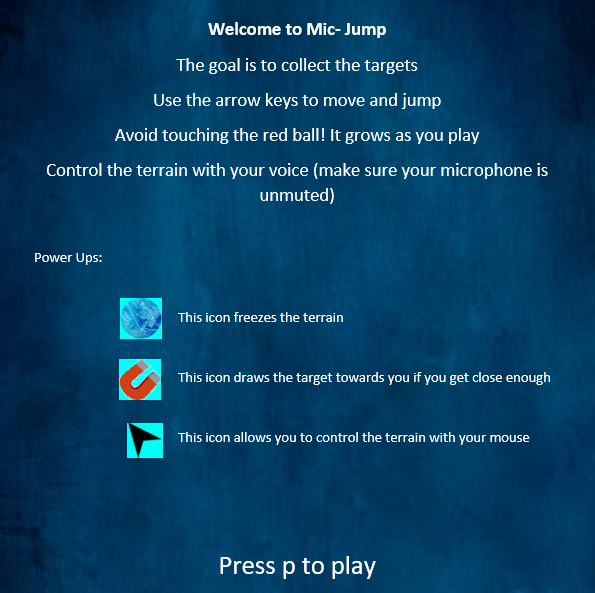 Welcome to Mic- Jump
The goal is to collect the targets
Use the arrow keys to move and jump
Avoid touching the red ball! It grows as you play
Control the terrain with your voice (make sure your microphone is
unmuted)
Power Ups:
This icon freezes the terrain
This icon draws the target towards you if you get close enough
This icon allows you to control the terrain with your mouse
Press p to play